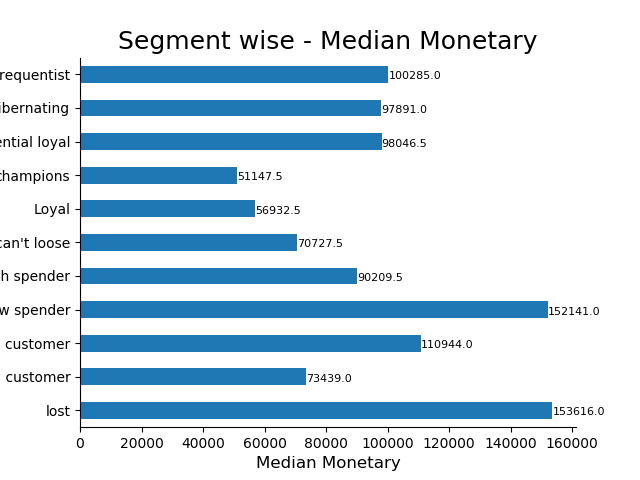 Segment wise - Median Monetary
requentist 100285.0
ibernating 97891.0
ential loyal 98046.5
champions 51147.5
Loyal 56932.5
can't loose 70727.5
h spender 90209.5
w spender 152141.0
customer 110944.0
customer 73439.0
lost 153616.0
0 20000 40000 60000 80000 100000 120000 140000 160000
Median Monetary